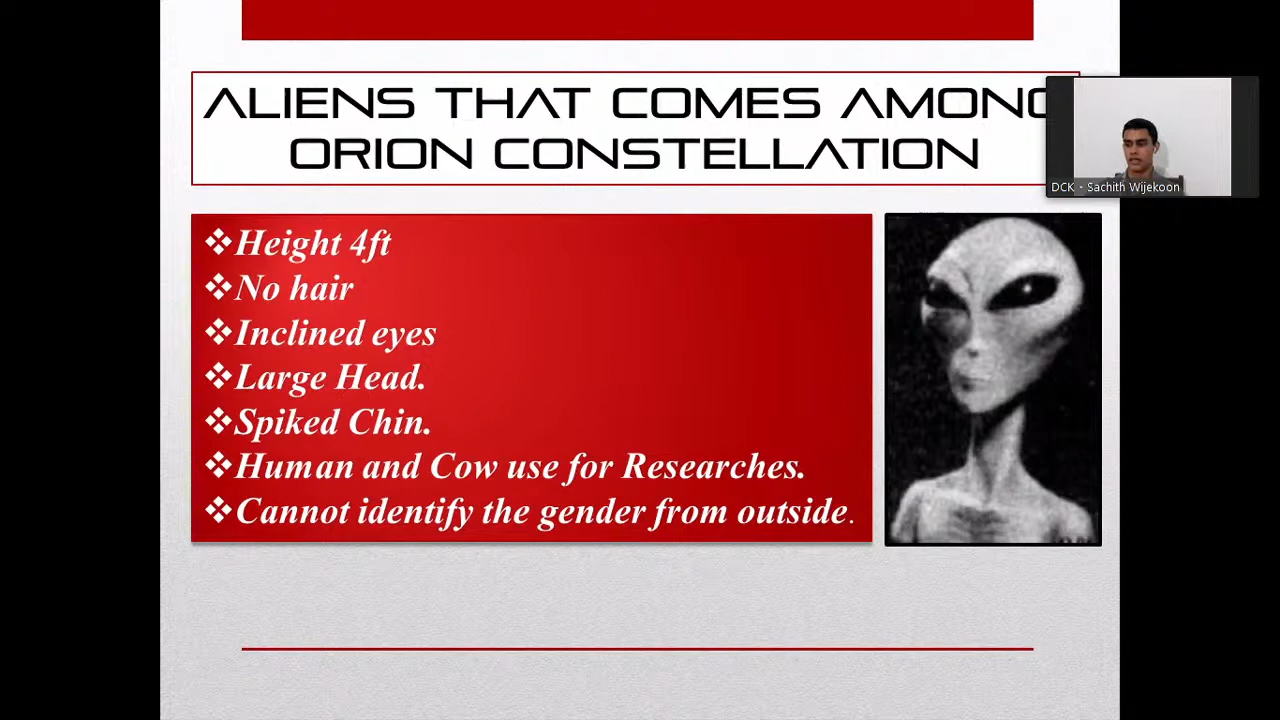 ALIENS THAT COMES AMONG
ORION CONSTELLATION
DCK - Sachith Wijekoon
❖Height 4ft
❖No hair
❖Inclined eyes
❖Large Head.
❖Spiked Chin.
❖Human and Cow use for Researches.
❖Cannot identify the gender from outside.